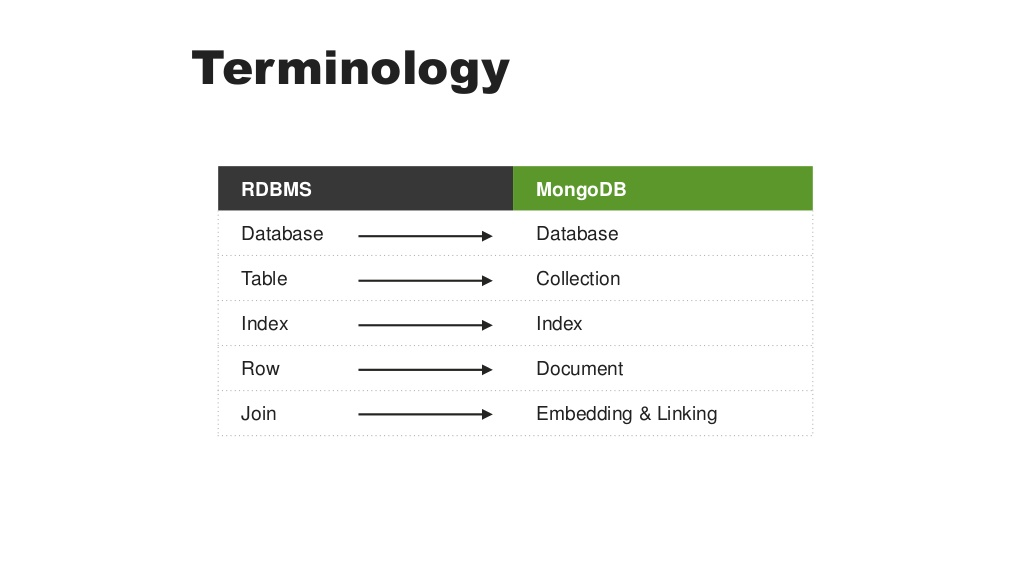 Terminology
RDBMS MongoDB
Database Database
Table Collection
Index Index
Row Document
Join Embedding & Linking